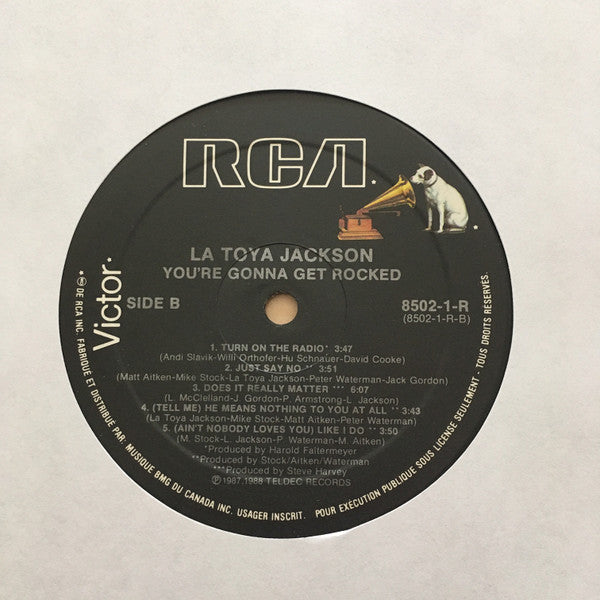 RCA
LA TOYA JACKSON
YOU'RE GONNA GET ROCKED
Victor
SIDE B
8502-1-R
(8502-1-R-B)
1. TURN ON THE RADIO* 3:47
(Andi Slavik-Willi Orthofer-Hu Schnauer-David Cooke)
2. JUST SAY NO ** 3:51
(Matt Aitken-Mike Stock-La Toya Jackson-Peter Waterman-Jack Gordon)
3. DOES IT REALLY MATTER *** 6:07
(L. McClelland-J Gordon-P. Armstrong-L. Jackson)
4. (TELL ME) HE MEANS NOTHING TO YOU AT ALL ** 3:43
(La Toya Jackson-Mike Stock-Matt Aitken-Peter Waterman)
5. (AIN'T NOBODY LOVES YOU) LIKE I DO ** 3:50
(M. Stock-L. Jackson-P. Waterman-M. Aitken)
*Produced by Harold Faltermeyer
**Produced by Stock/Aitken/Waterman
***Produced by Steve Harvey
℗ 1987,1988 TELDEC RECORDS
DE RCA INC. FABRIQUÉ ET DISTRIBUÉ PAR: MUSIQUE BMG DU CANADA INC. USAGER INSCRIT. POUR EXÉCUTION PUBLIQUE SOUS LICENSE SEULEMENT - TOUS DROITS RESERVÉS.